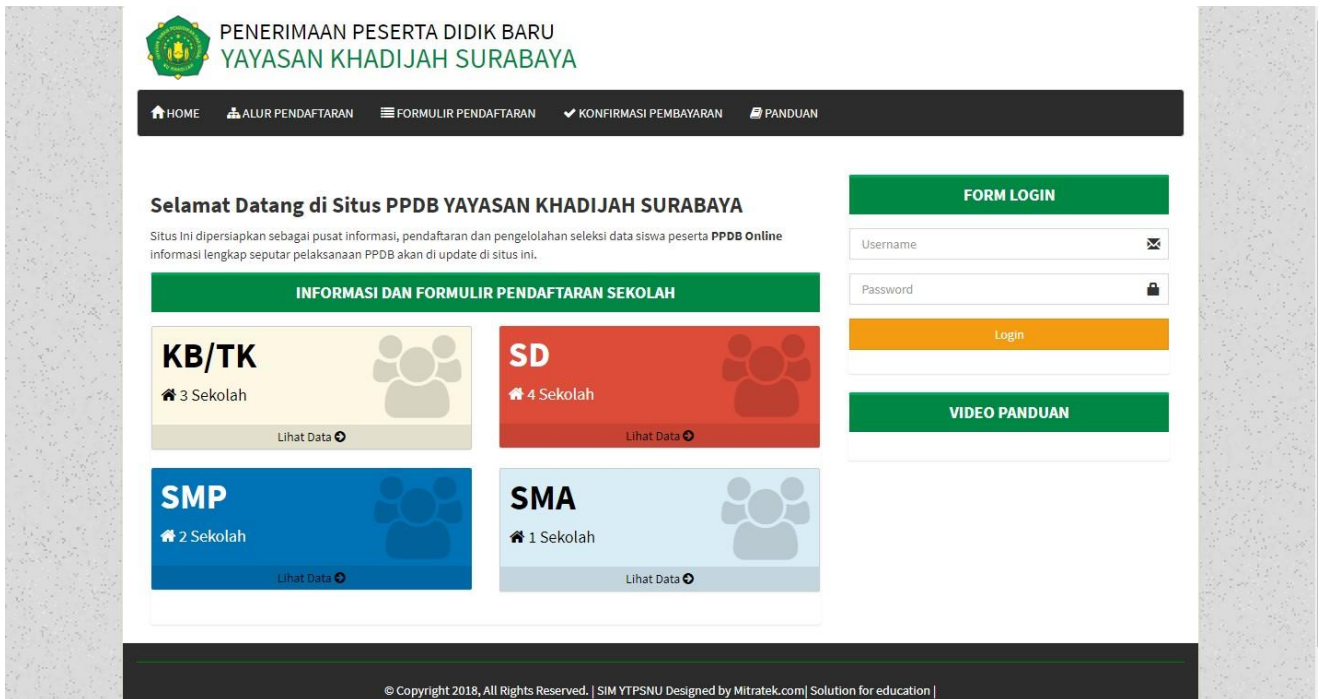 PENERIMAAN PESERTA DIDIK BARU
YAYASAN KHADIJAH SURABAYA
HOME ALUR PENDAFTARAN FORMULIR PENDAFTARAN KONFIRMASI PEMBAYARAN PANDUAN
Selamat Datang di Situs PPDB YAYASAN KHADIJAH SURABAYA
Situs Ini dipersiapkan sebagai pusat informasi, pendaftaran dan pengelolahan seleksi data siswa peserta PPDB Online
informasi lengkap seputar pelaksanaan PPDB akan di update di situs ini.
INFORMASI DAN FORMULIR PENDAFTARAN SEKOLAH
KB/TK
3 Sekolah
Lihat Data
SD
4 Sekolah
Lihat Data
SMP
2 Sekolah
Lihat Data
SMA
1 Sekolah
Lihat Data
FORM LOGIN
Username
Password
Login
VIDEO PANDUAN
© Copyright 2018, All Rights Reserved. | SIM YTPSNU Designed by Mitratek.com| Solution for education |